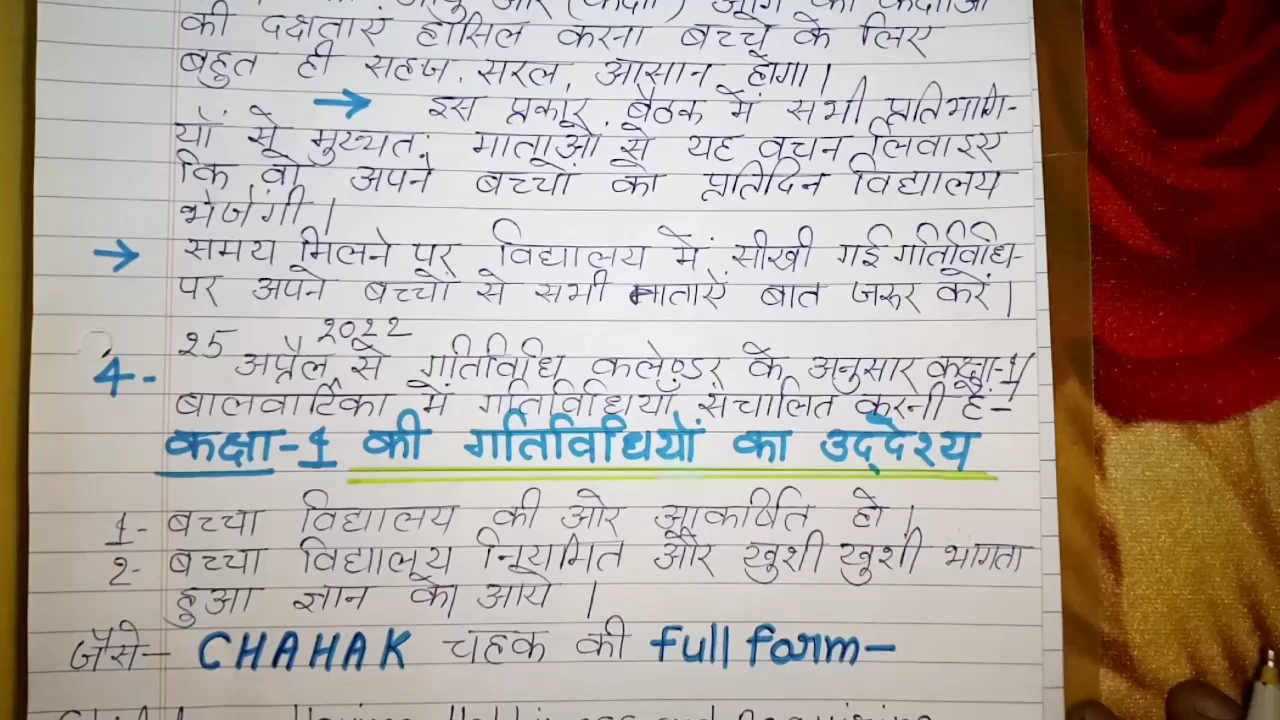 की दक्षताएं हासिल करना बच्चे के लिए
बहुत ही सहज, सरल, आसान होगा।
→ इस प्रकार, बैठक में सभी प्रतिभागि-
यों से मुख्यत: माताओं से यह वचन लिवाइए
कि वो अपने बच्चों को प्रतिदिन विद्यालय
भेजेंगी।
→ समय मिलने पर विद्यालय में सीखी गई गतिविधि-
पर अपने बच्चों से सभी माताएँ बात जरूर करें।
4- 25 अप्रैल 2022 से गतिविधि कलेण्डर के अनुसार कक्षा-1/
बालवाटिका में गतिविधियाँ संचालित करनी हैं-
कक्षा-1 की गतिविधियों का उद्देश्य
1- बच्चा विद्यालय की ओर आकर्षित हो।
2- बच्चा विद्यालय नियमित और खुशी खुशी भागता
हुआ ज्ञान को आये।
जैसे- CHAHAK चहक की full form-